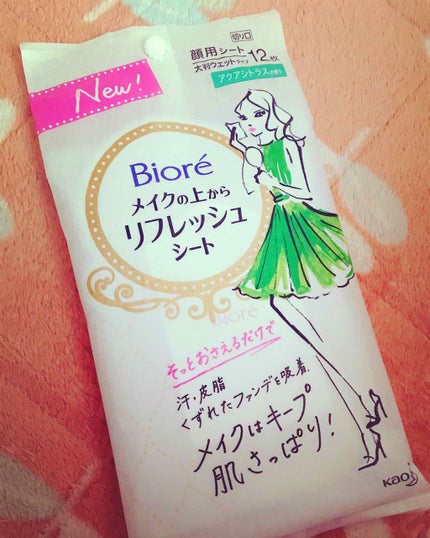 切り口
顔用シート
大判ウェットタイプ 12枚
アクアシトラスの香り
New!
Bioré
メイクの上から
リフレッシュ
シート
Bioré
そっとおさえるだけで
汗・皮脂
くずれたファンデを吸着、
メイクはキープ
肌さっぱり!
Kao